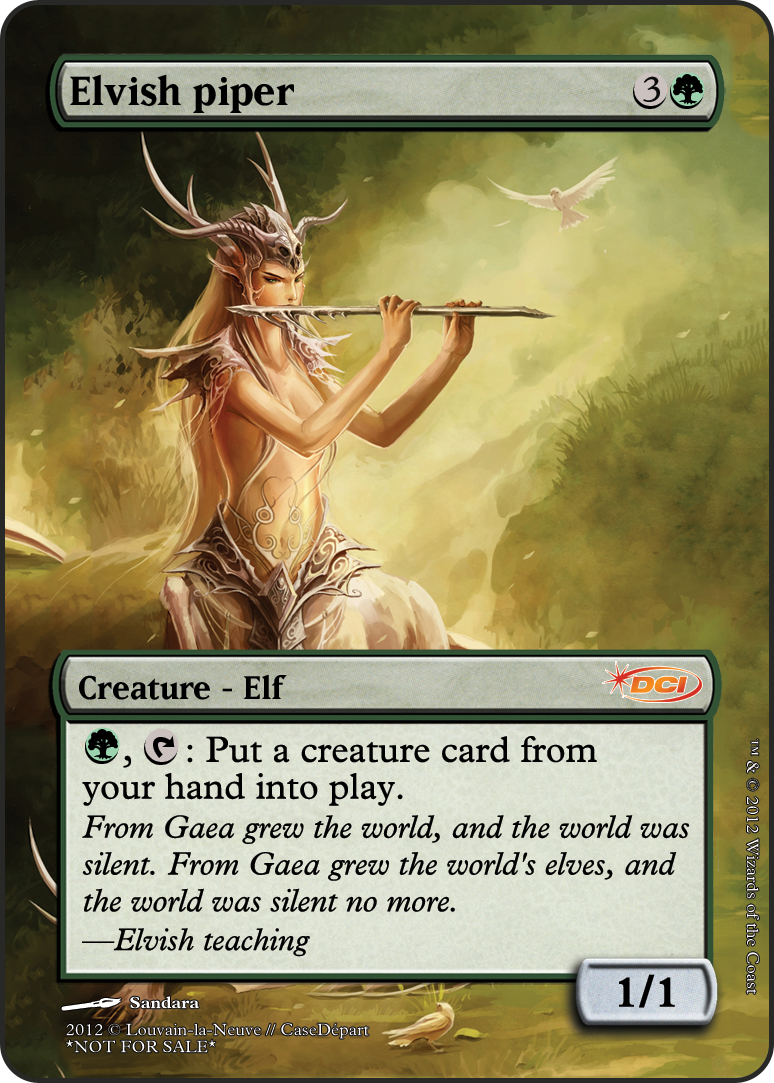 Elvish piper
3
Creature - Elf
DCI
, : Put a creature card from
your hand into play.
From Gaea grew the world, and the world was
silent. From Gaea grew the world's elves, and
the world was silent no more.
—Elvish teaching
1/1
Sandara
2012 © Louvain-la-Neuve // CaseDépart
*NOT FOR SALE*
™ & © 2012 Wizards of the Coast